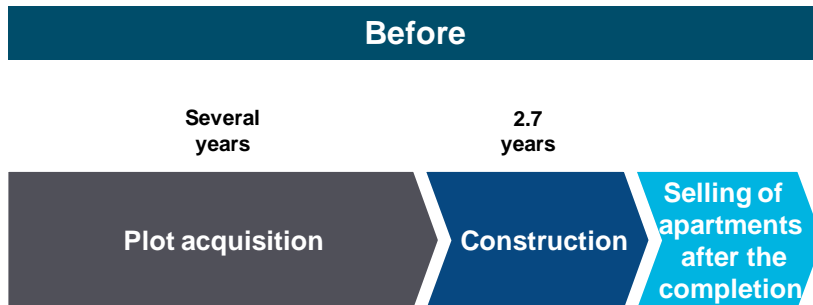 Before
Several
years
2.7
years
Plot acquisition
Construction
Selling of
apartments
after the
completion